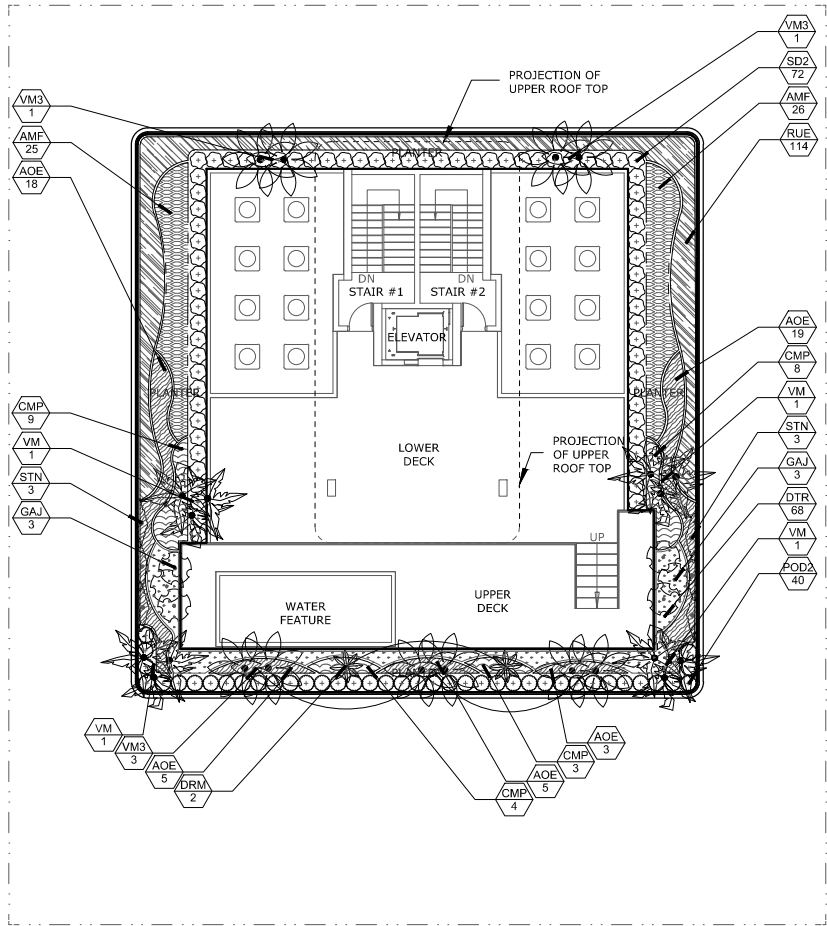 VM3
1
SD2
72
AMF
26
RUE
114
PROJECTION OF
UPPER ROOF TOP
VM3
1
AMF
25
AOE
18
PLANTER
DN
DN
STAIR #1
STAIR #2
ELEVATOR
PLANTER
PLANTER
AOE
19
CMP
8
VM
1
STN
3
GAJ
3
DTR
68
VM
1
POD2
40
CMP
9
VM
1
STN
3
GAJ
3
LOWER
DECK
PROJECTION
OF UPPER
ROOF TOP
UP
WATER
FEATURE
UPPER
DECK
VM
1
VM3
3
AOE
5
DRM
2
CMP
4
AOE
5
CMP
3
AOE
3